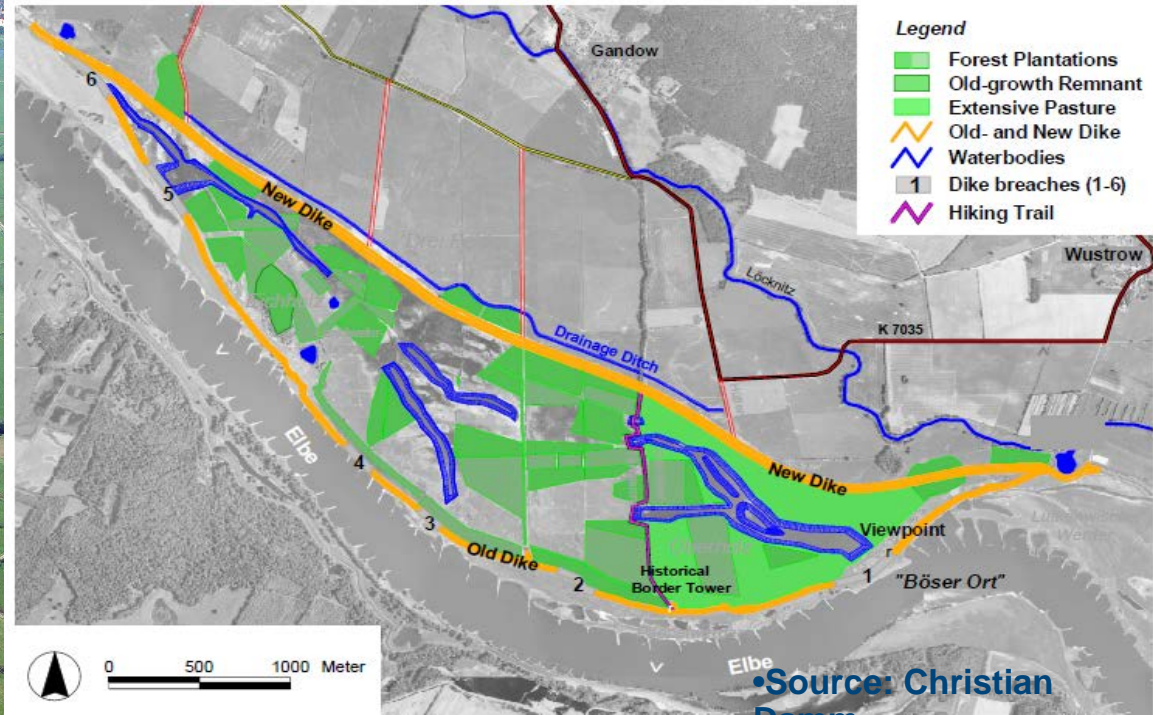 Legend
Forest Plantations
Old-growth Remnant
Extensive Pasture
Old- and New Dike
Waterbodies
1 Dike breaches (1-6)
Hiking Trail
Gandow
6
5
New Dike
Wustrow
Löcknitz
K 7035
Drainage Ditch
Elbe
4
New Dike
3
Old Dike
Viewpoint
2
Historical
Border Tower
1
"Böser Ort"
Elbe
0 500 1000 Meter
•Source: Christian